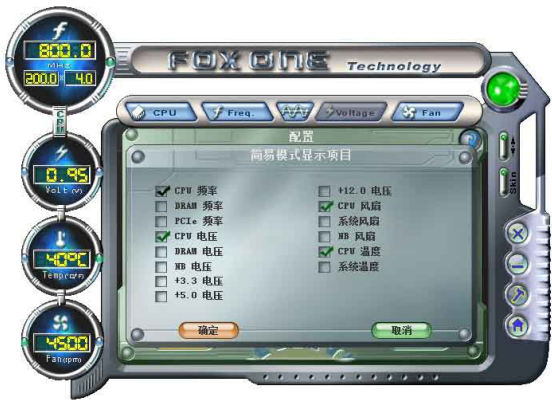 f
800.0
MHz
200.0 4.0
CPU
0.95
Volt (V)
40°C
Temp(°C/°F)
4500
Fan(rpm)
FOX ONE Technology
CPU Freq. Voltage Fan
配置
简易模式显示项目
CPU 频率
DRAM 频率
PCIe 频率
CPU 电压
DRAM 电压
NB 电压
+3.3 电压
+5.0 电压
+12.0 电压
CPU 风扇
系统风扇
NB 风扇
CPU 温度
系统温度
确定 取消
Skin